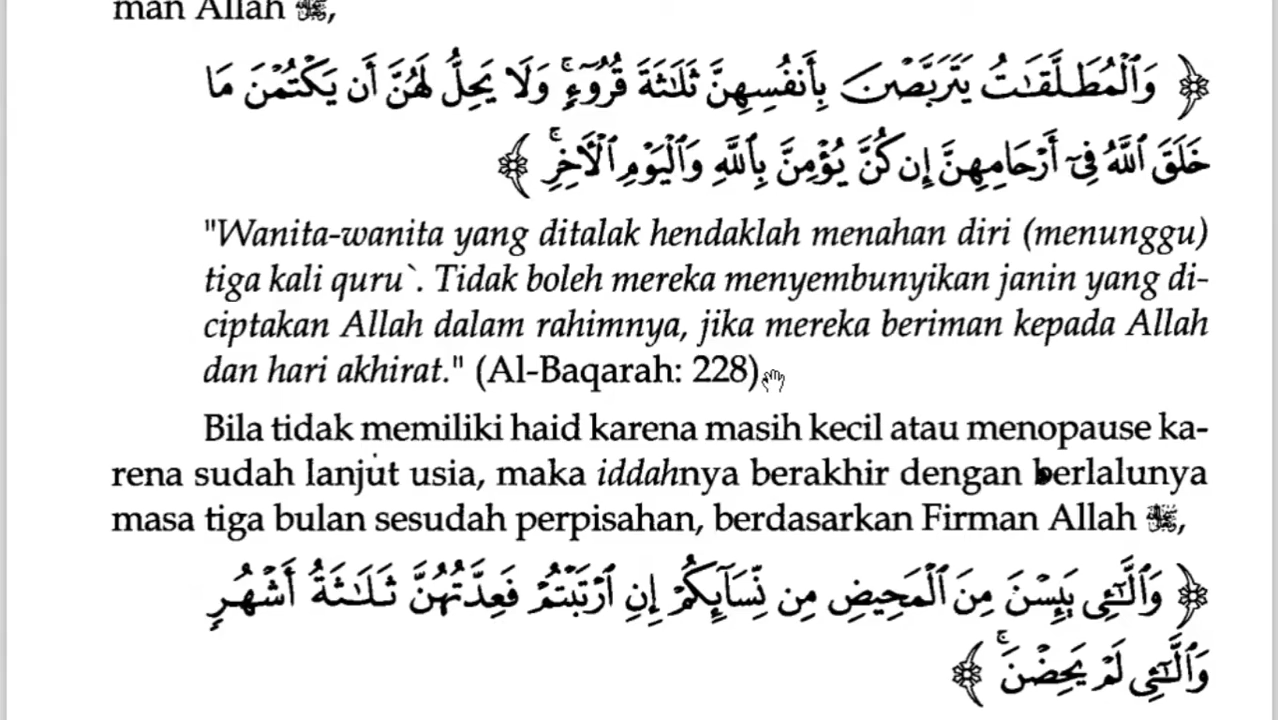 man Allah ﷻ,
﴿ وَٱلْمُطَلَّقَـٰتُ يَتَرَبَّصْنَ بِأَنفُسِهِنَّ ثَلَـٰثَةَ قُرُوٓءٍ ۚ وَلَا يَحِلُّ لَهُنَّ أَن يَكْتُمْنَ مَا
خَلَقَ ٱللَّهُ فِىٓ أَرْحَامِهِنَّ إِن كُنَّ يُؤْمِنَّ بِٱللَّهِ وَٱلْيَوْمِ ٱلْـَٔاخِرِ ۚ ﴾
"Wanita-wanita yang ditalak hendaklah menahan diri (menunggu)
tiga kali quru`. Tidak boleh mereka menyembunyikan janin yang di-
ciptakan Allah dalam rahimnya, jika mereka beriman kepada Allah
dan hari akhirat." (Al-Baqarah: 228)
Bila tidak memiliki haid karena masih kecil atau menopause ka-
rena sudah lanjut usia, maka iddahnya berakhir dengan berlalunya
masa tiga bulan sesudah perpisahan, berdasarkan Firman Allah ﷻ,
﴿ وَٱلَّـٰٓـِٔى يَئِسْنَ مِنَ ٱلْمَحِيضِ مِن نِّسَآئِكُمْ إِنِ ٱرْتَبْتُمْ فَعِدَّتُهُنَّ ثَلَـٰثَةُ أَشْهُرٍ
وَٱلَّـٰٓـِٔى لَمْ يَحِضْنَ ۚ ﴾